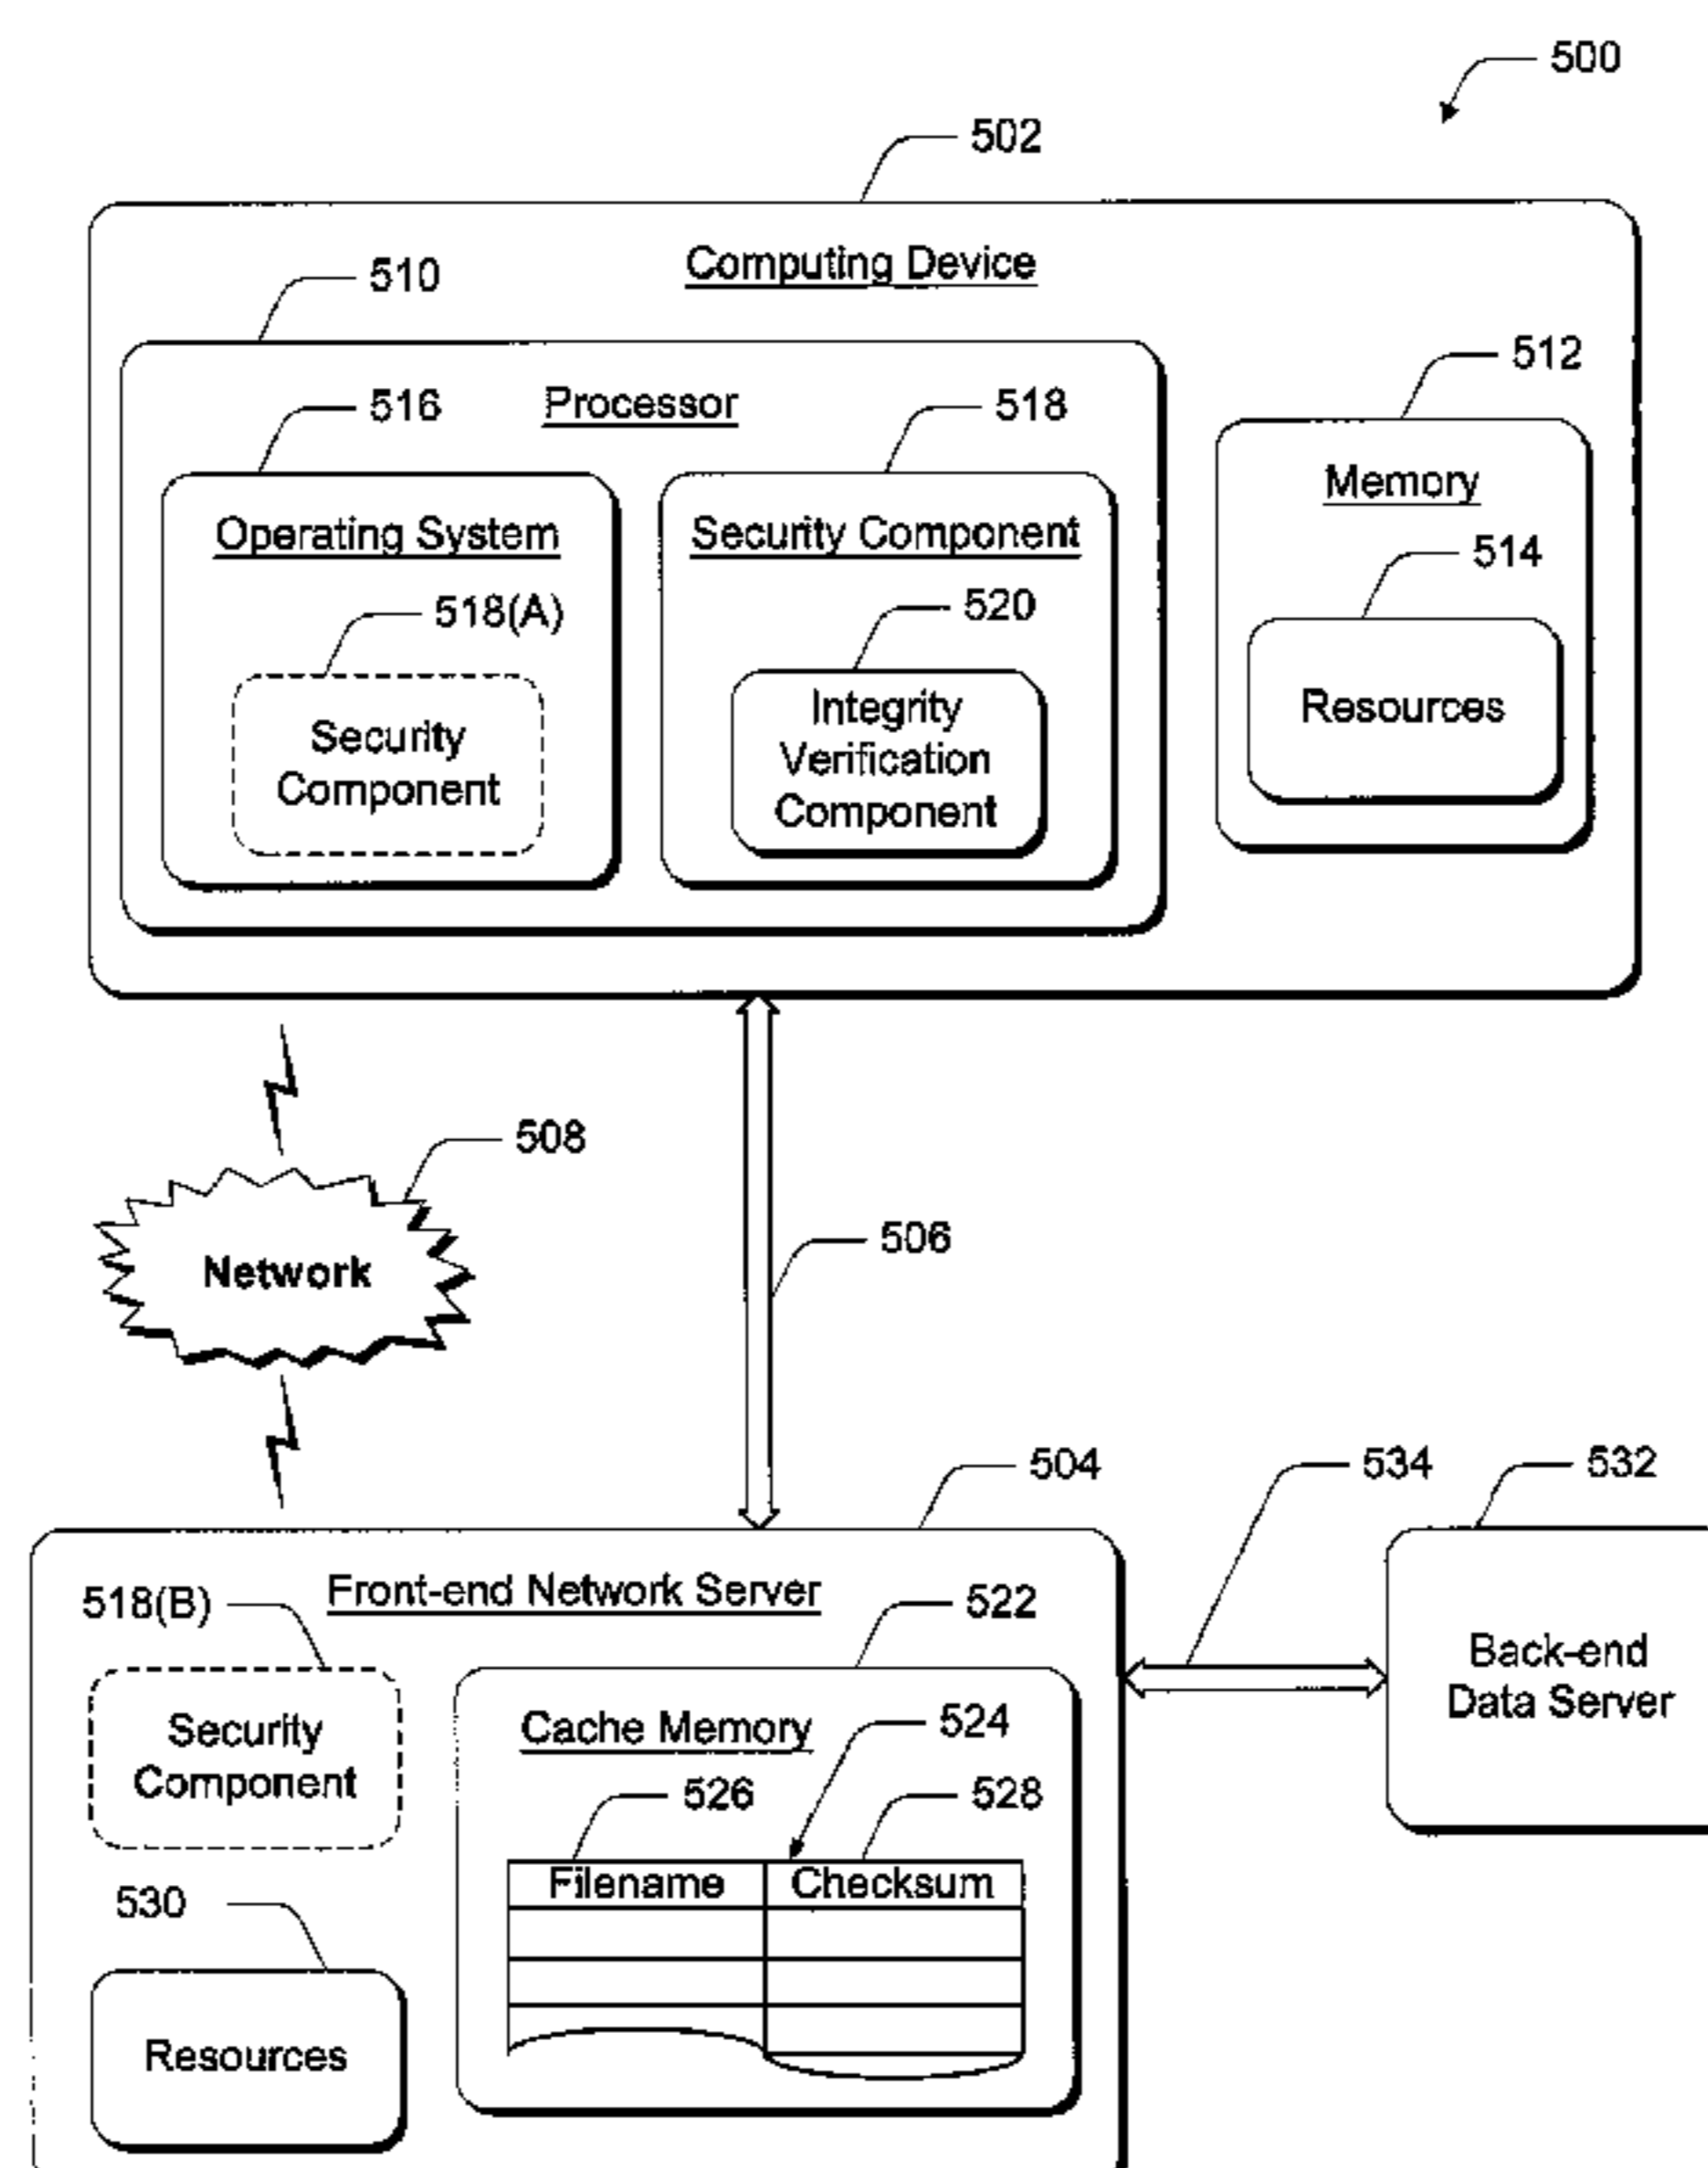 500
502
Computing Device
510
512
Processor
516
518
Memory
Operating System
Security Component
514
518(A)
520
Security
Component
Integrity
Verification
Component
Resources
508
Network
506
504
534
532
518(B)
Front-end Network Server
522
Security
Component
Cache Memory
524
Back-end
Data Server
526
528
Filename
Checksum
530
Resources